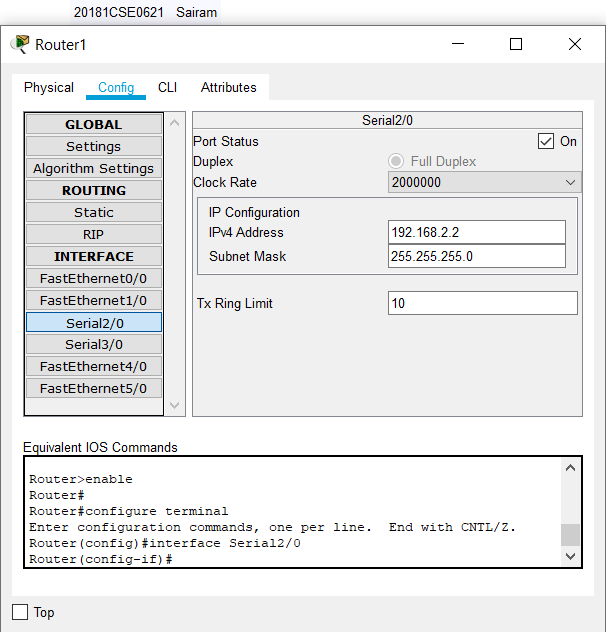 20181CSE0621 Sairam
Router1
Physical Config CLI Attributes
GLOBAL
Settings
Algorithm Settings
ROUTING
Static
RIP
INTERFACE
FastEthernet0/0
FastEthernet1/0
Serial2/0
Serial3/0
FastEthernet4/0
FastEthernet5/0
Serial2/0
Port Status On
Duplex Full Duplex
Clock Rate 2000000
IP Configuration
IPv4 Address 192.168.2.2
Subnet Mask 255.255.255.0
Tx Ring Limit 10
Equivalent IOS Commands
Router>enable
Router#
Router#configure terminal
Enter configuration commands, one per line. End with CNTL/Z.
Router(config)#interface Serial2/0
Router(config-if)#
Top